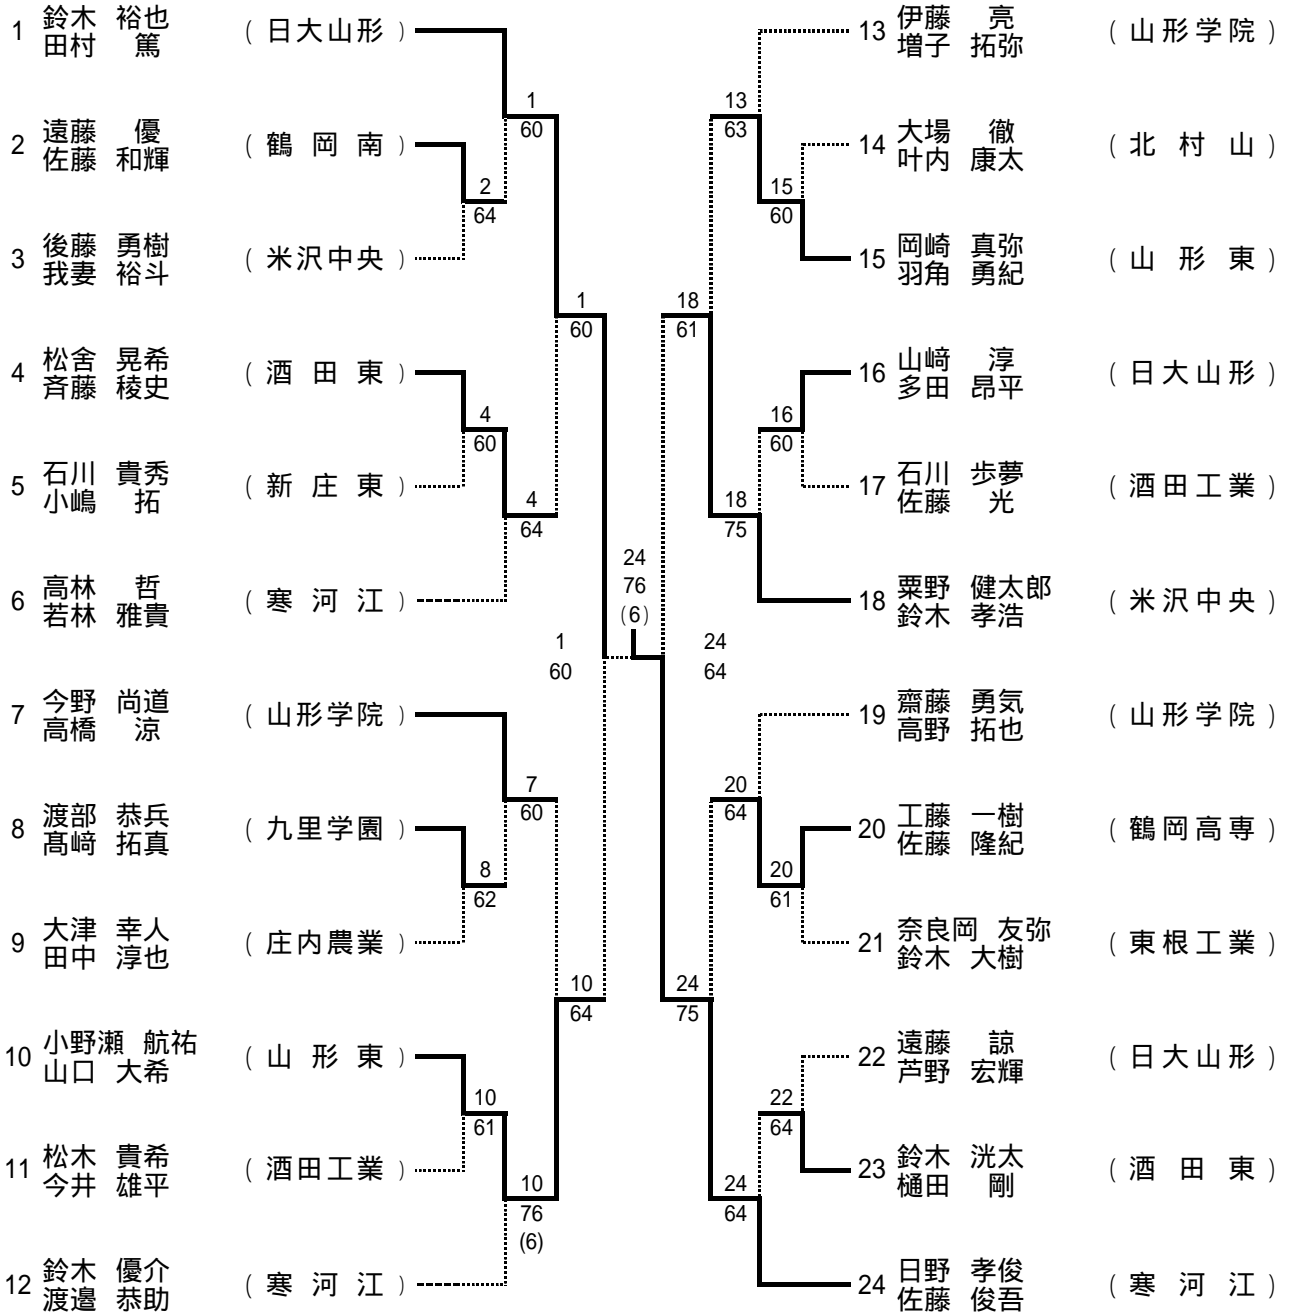 1 鈴木 裕也 田村 篤 (日大山形)
2 遠藤 優 佐藤 和輝 (鶴岡南)
3 後藤 勇樹 我妻 裕斗 (米沢中央)
4 松舎 晃希 斉藤 稜史 (酒田東)
5 石川 貴秀 小嶋 拓 (新庄東)
6 高林 哲 若林 雅貴 (寒河江)
7 今野 尚道 高橋 涼 (山形学院)
8 渡部 恭兵 髙﨑 拓真 (九里学園)
9 大津 幸人 田中 淳也 (庄内農業)
10 小野瀬 航祐 山口 大希 (山形東)
11 松木 貴希 今井 雄平 (酒田工業)
12 鈴木 優介 渡邉 恭助 (寒河江)
2
64
4
60
8
62
10
61
1
60
4
64
7
60
10
76
(6)
1
60
10
64
1
60
24
76
(6)
24
64
18
61
24
75
13
63
18
75
20
64
24
64
15
60
16
60
20
61
22
64
13 伊藤 亮 増子 拓弥 (山形学院)
14 大場 徹 叶内 康太 (北村山)
15 岡崎 真弥 羽角 勇紀 (山形東)
16 山﨑 淳 多田 昂平 (日大山形)
17 石川 歩夢 佐藤 光 (酒田工業)
18 粟野 健太郎 鈴木 孝浩 (米沢中央)
19 齋藤 勇気 高野 拓也 (山形学院)
20 工藤 一樹 佐藤 隆紀 (鶴岡高専)
21 奈良岡 友弥 鈴木 大樹 (東根工業)
22 遠藤 諒 芦野 宏輝 (日大山形)
23 鈴木 洸太 樋田 剛 (酒田東)
24 日野 孝俊 佐藤 俊吾 (寒河江)